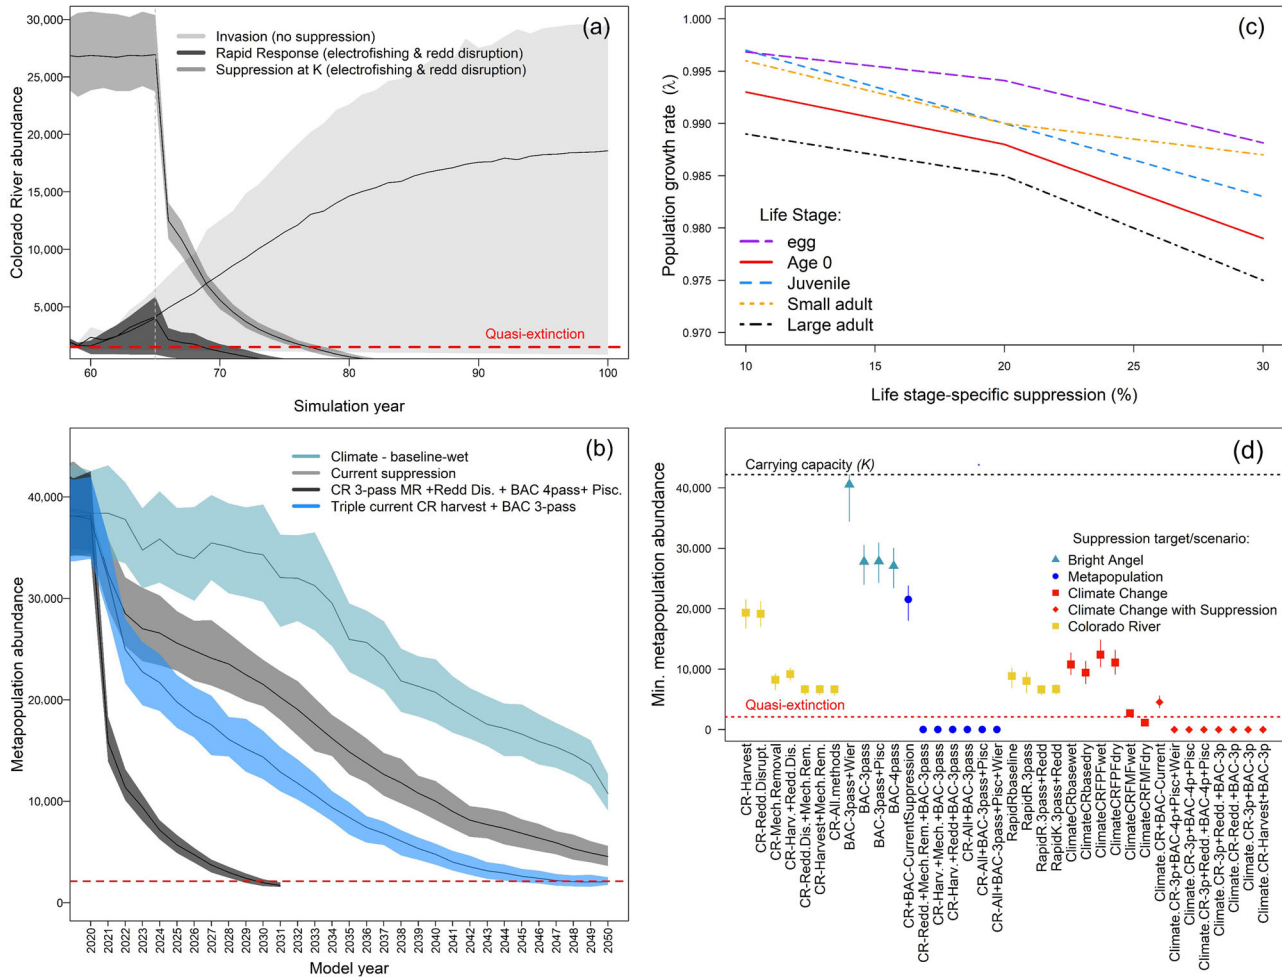 (a)
Colorado River abundance
30,000
25,000
20,000
15,000
10,000
5,000
Invasion (no suppression)
Rapid Response (electrofishing & redd disruption)
Suppression at K (electrofishing & redd disruption)
Quasi-extinction
60
70
80
90
100
Simulation year
(c)
Population growth rate (λ)
1.000
0.995
0.990
0.985
0.980
0.975
0.970
Life Stage:
egg
Age 0
Juvenile
Small adult
Large adult
10
15
20
25
30
Life stage-specific suppression (%)
(b)
Metapopulation abundance
40,000
30,000
20,000
10,000
0
Climate - baseline-wet
Current suppression
CR 3-pass MR +Redd Dis. + BAC 4pass+ Pisc.
Triple current CR harvest + BAC 3-pass
2020
2021
2022
2023
2024
2025
2026
2027
2028
2029
2030
2031
2032
2033
2034
2035
2036
2037
2038
2039
2040
2041
2042
2043
2044
2045
2046
2047
2048
2049
2050
Model year
(d)
Min. metapopulation abundance
40.000
30.000
20.000
10.000
0
Carrying capacity (K)
Suppression target/scenario:
Bright Angel
Metapopulation
Climate Change
Climate Change with Suppression
Colorado River
Quasi-extinction
CR-Harvest
CR-Redd.Disrupt.
CR-Mech.Removal
CR-Harv.+Redd.Dis.
CR-Redd.Dis.+Mech.Rem.
CR-Harvest+Mech.Rem.
CR-All.methods
BAC-3pass+Wier
BAC-3pass
BAC-3pass+Pisc
BAC-4pass
CR+BAC-CurrentSuppression
CR-Redd.+Mech.Rem.+BAC-3pass
CR-Harv.+Mech.+BAC-3pass
CR-Harv.+Redd+BAC-3pass
CR-All+BAC-3pass
CR-All+BAC-3pass+Pisc
CR-All+BAC-3pass+Pisc+Wier
RapidRbaseline
RapidR.3pass
RapidR.3pass+Redd
RapidK.3pass+Redd
ClimateCRbasewet
ClimateCRbasedry
ClimateCRFPFwet
ClimateCRFPFdry
ClimateCRFMFwet
ClimateCRFMFdry
Climate.CR+BAC-Current
Climate.CR-3p+BAC-4p+Pisc+Weir
Climate.CR-3p+BAC-4p+Pisc
Climate.CR-3p+Redd.+BAC-4p+Pisc
Climate.CR-3p+Redd+BAC-3p
Climate.CR-Redd.+BAC-3p
Climate.CR-3p+BAC-3p
Climate.CR-Harvest+BAC-3p